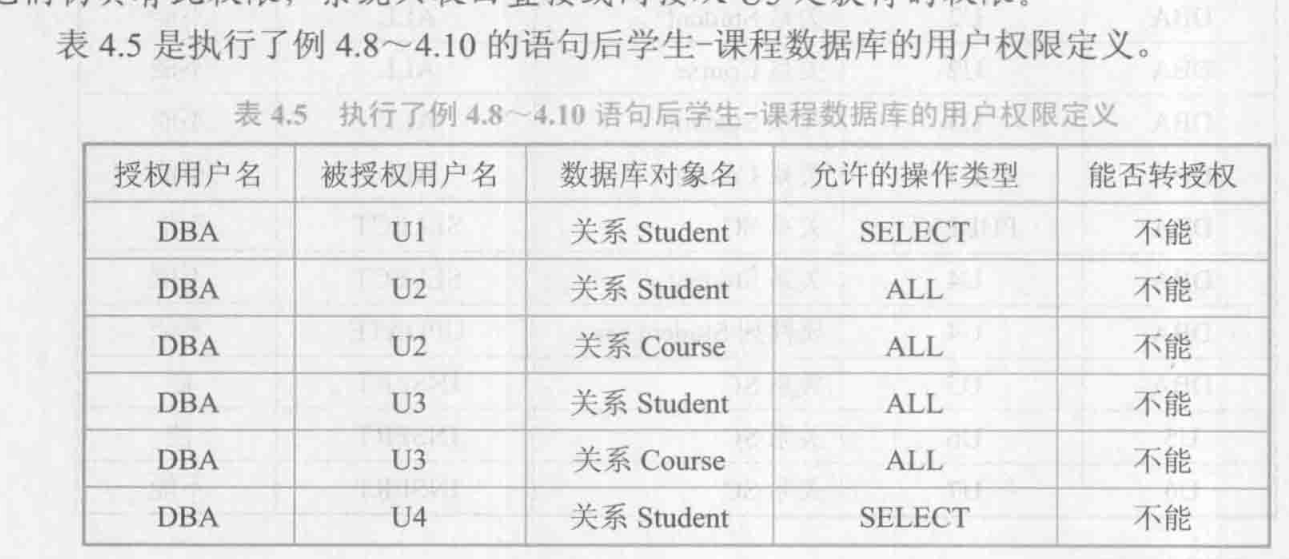 表 4.5 是执行了例 4.8～4.10 的语句后学生-课程数据库的用户权限定义。
表 4.5 执行了例 4.8～4.10 语句后学生-课程数据库的用户权限定义
授权用户名 被授权用户名 数据库对象名 允许的操作类型 能否转授权
DBA U1 关系 Student SELECT 不能
DBA U2 关系 Student ALL 不能
DBA U2 关系 Course ALL 不能
DBA U3 关系 Student ALL 不能
DBA U3 关系 Course ALL 不能
DBA U4 关系 Student SELECT 不能